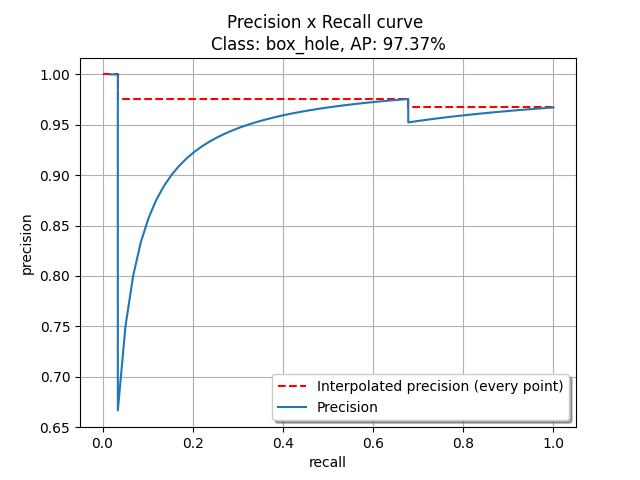 Precision x Recall curve
Class: box_hole, AP: 97.37%
1.00
0.95
0.90
0.85
0.80
0.75
0.70
0.65
precision
Interpolated precision (every point)
Precision
0.0 0.2 0.4 0.6 0.8 1.0
recall